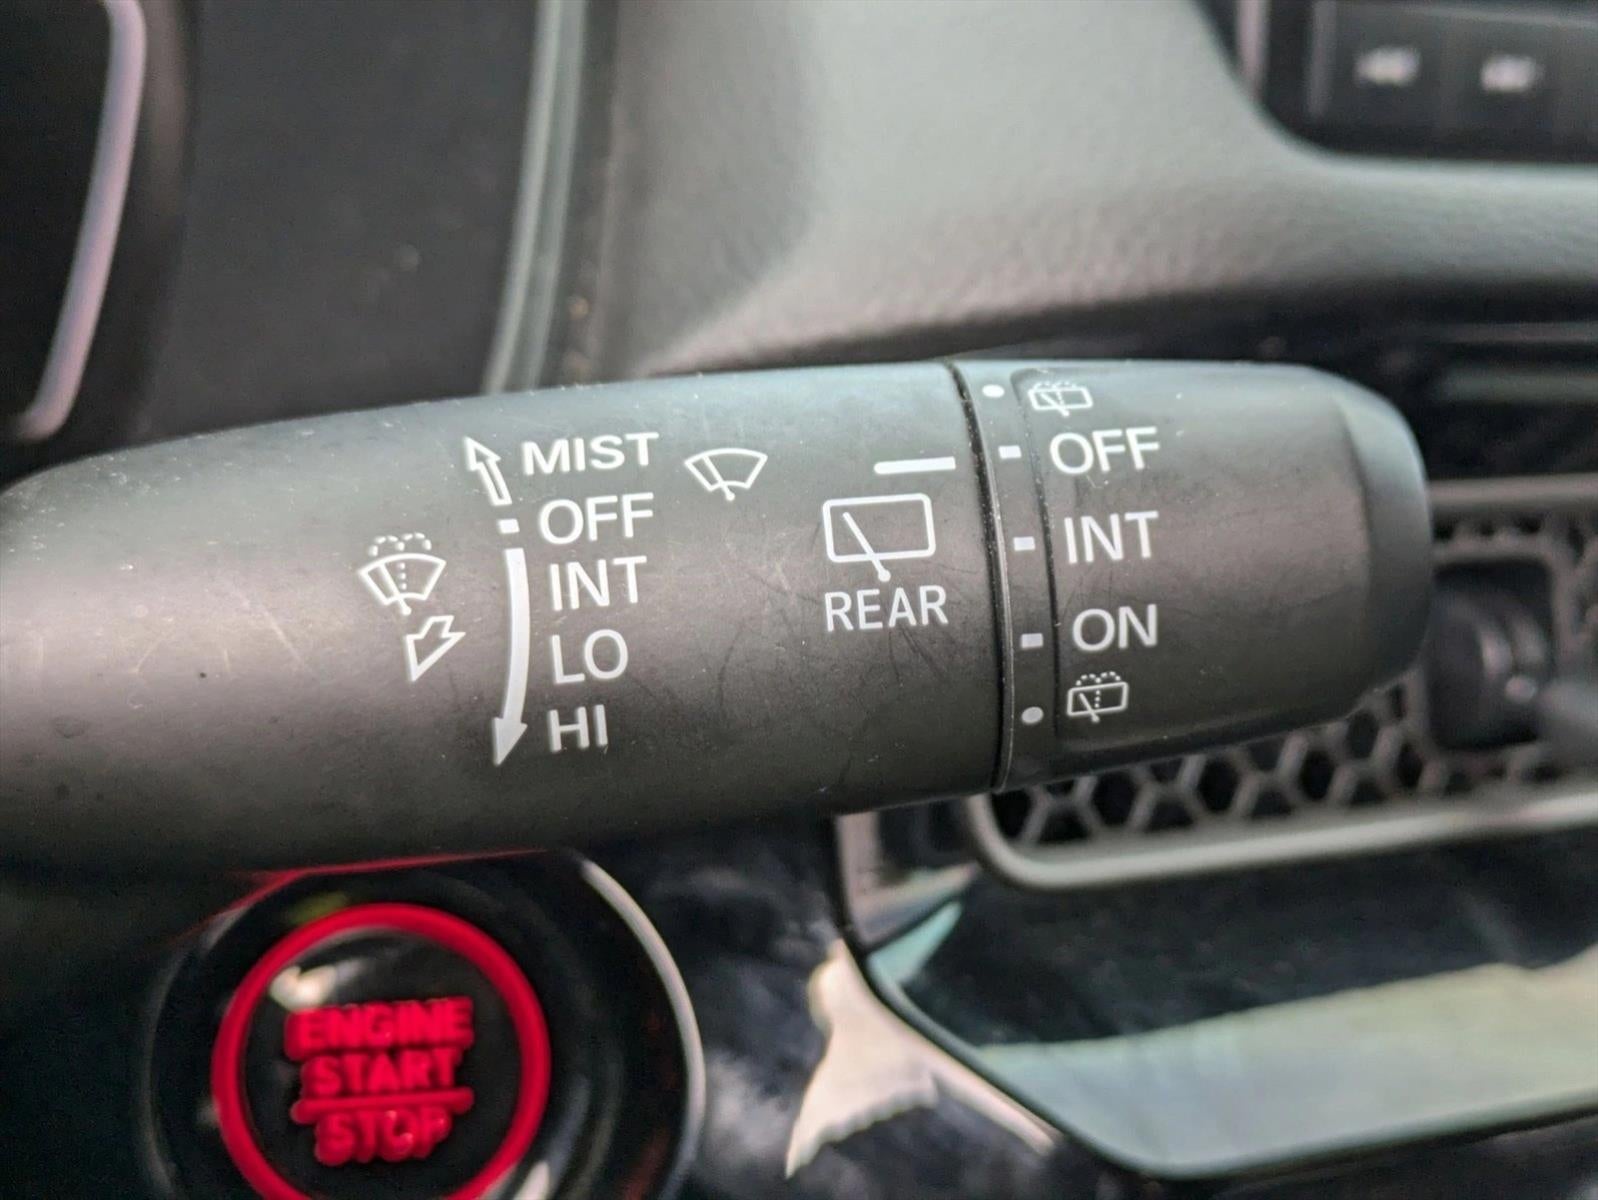 MIST
OFF
INT
LO
HI
REAR
OFF
INT
ON
ENGINE
START
STOP